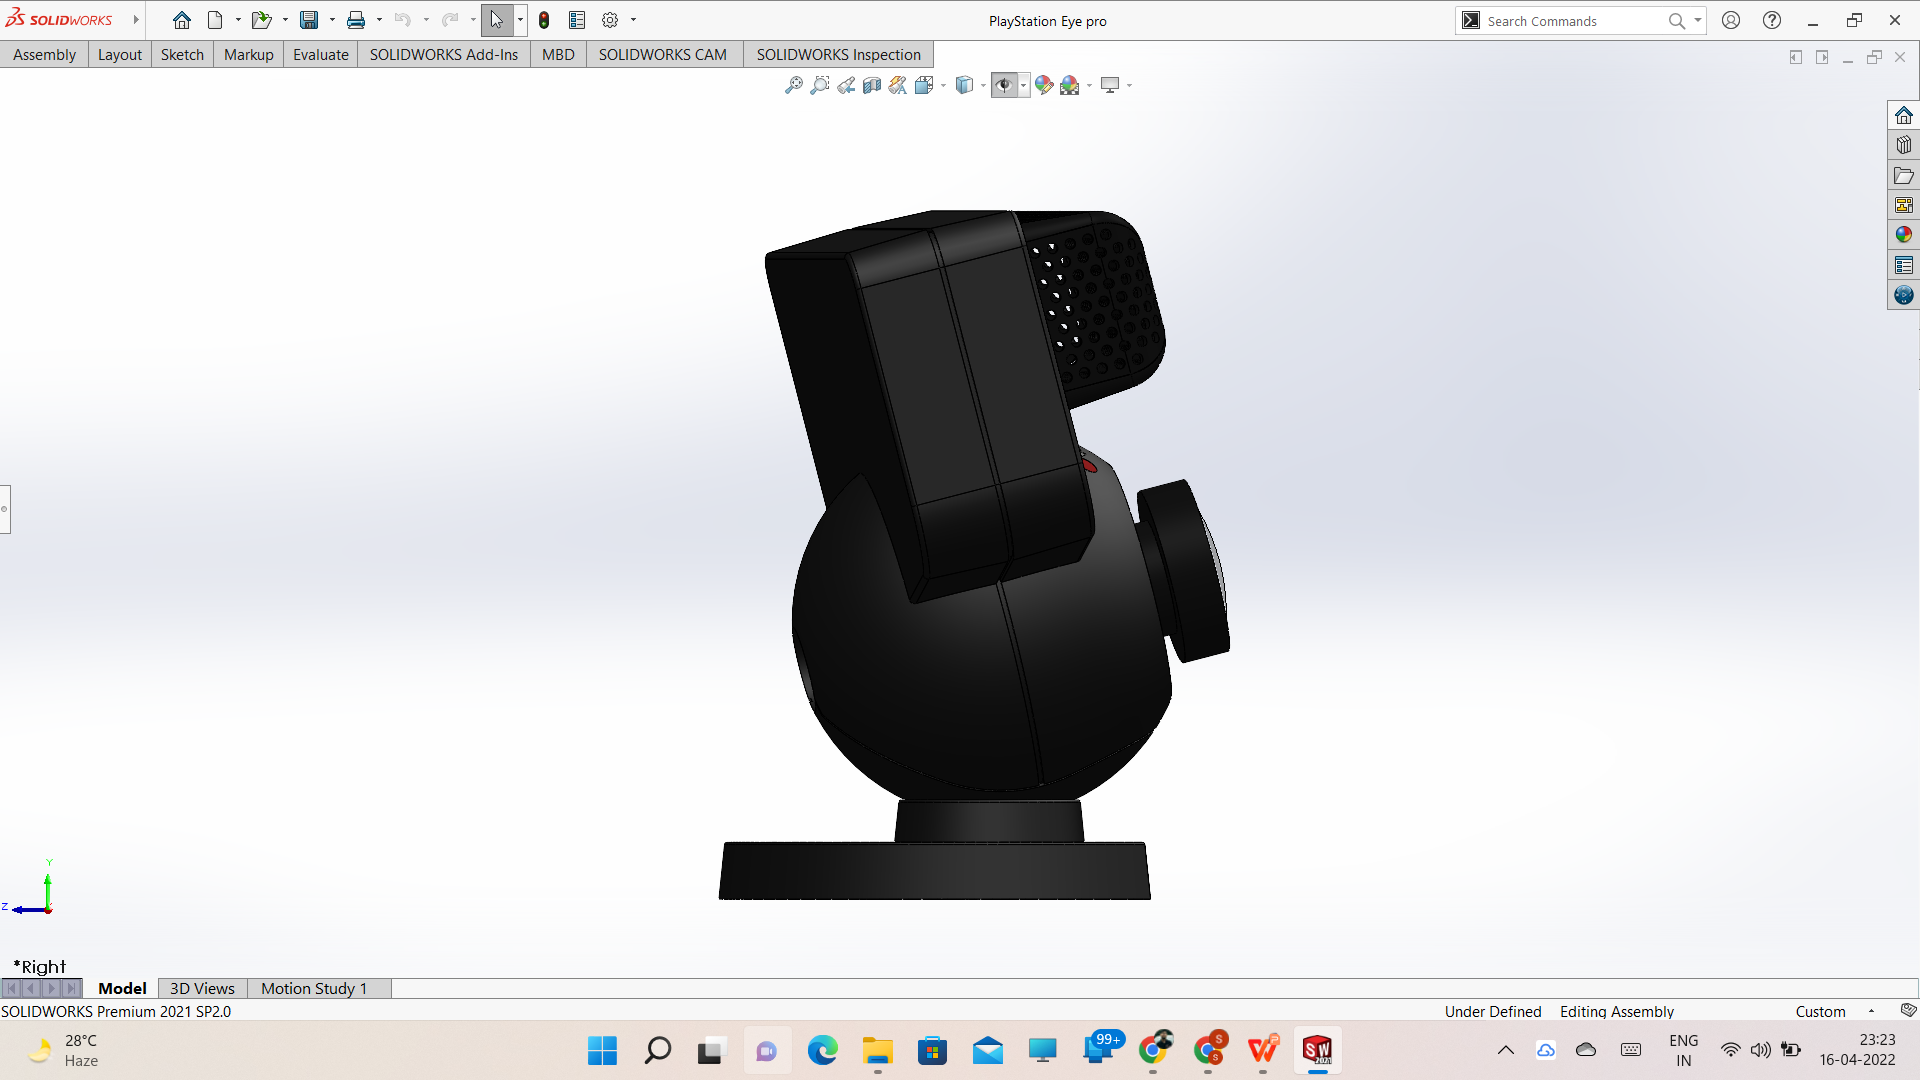 SOLIDWORKS
PlayStation Eye pro
Search Commands
Assembly Layout Sketch Markup Evaluate SOLIDWORKS Add-Ins MBD SOLIDWORKS CAM SOLIDWORKS Inspection
Y
Z
*Right
Model 3D Views Motion Study 1
SOLIDWORKS Premium 2021 SP2.0 Under Defined Editing Assembly Custom
28°C
Haze
99+
S
S
SW
2021
ENG
IN
23:23
16-04-2022